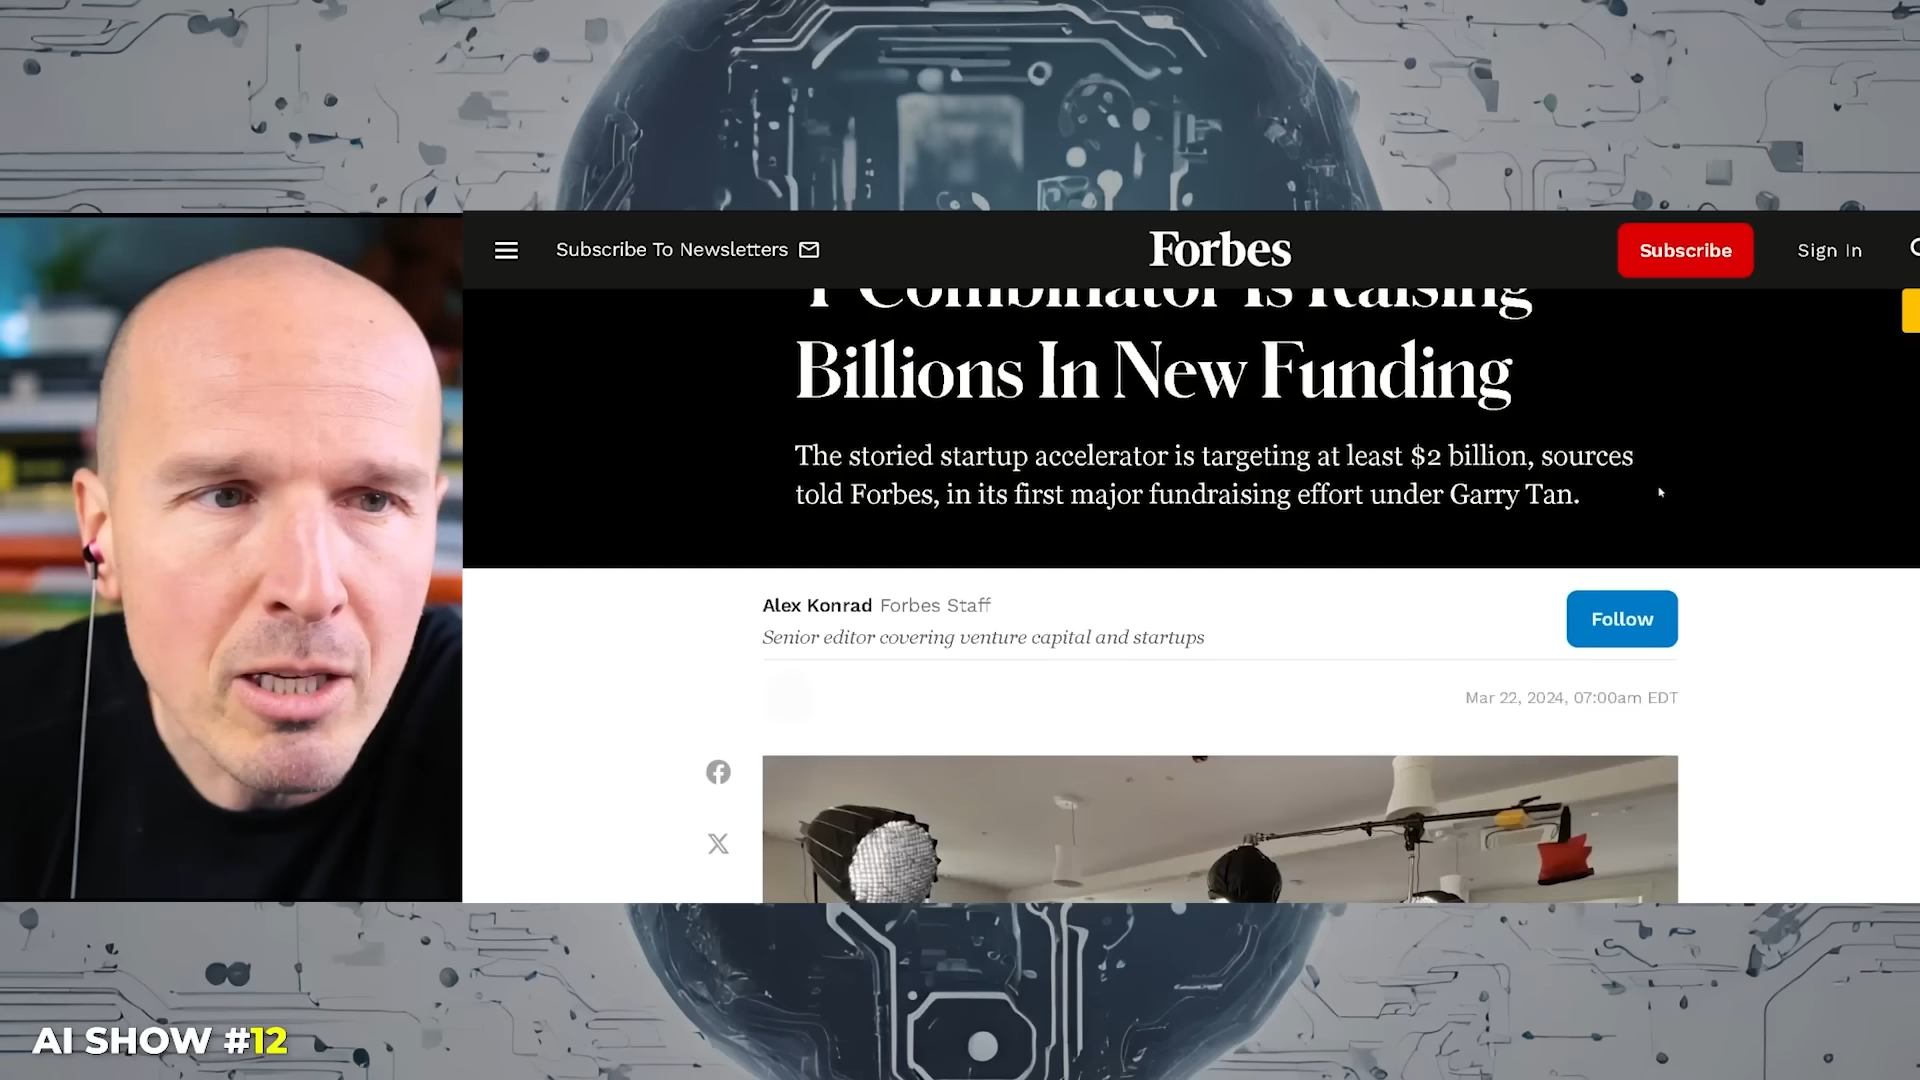 Subscribe To Newsletters
Forbes
Subscribe
Sign In
Y Combinator Is Raising
Billions In New Funding
The storied startup accelerator is targeting at least $2 billion, sources
told Forbes, in its first major fundraising effort under Garry Tan.
Alex Konrad Forbes Staff
Follow
Senior editor covering venture capital and startups
Mar 22, 2024, 07:00am EDT
AI SHOW #12